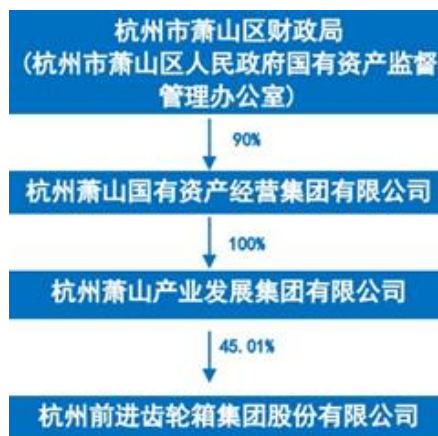 杭州市萧山区财政局
(杭州市萧山区人民政府国有资产监督
管理办公室)
90%
杭州萧山国有资产经营集团有限公司
100%
杭州萧山产业发展集团有限公司
45.01%
杭州前进齿轮箱集团股份有限公司